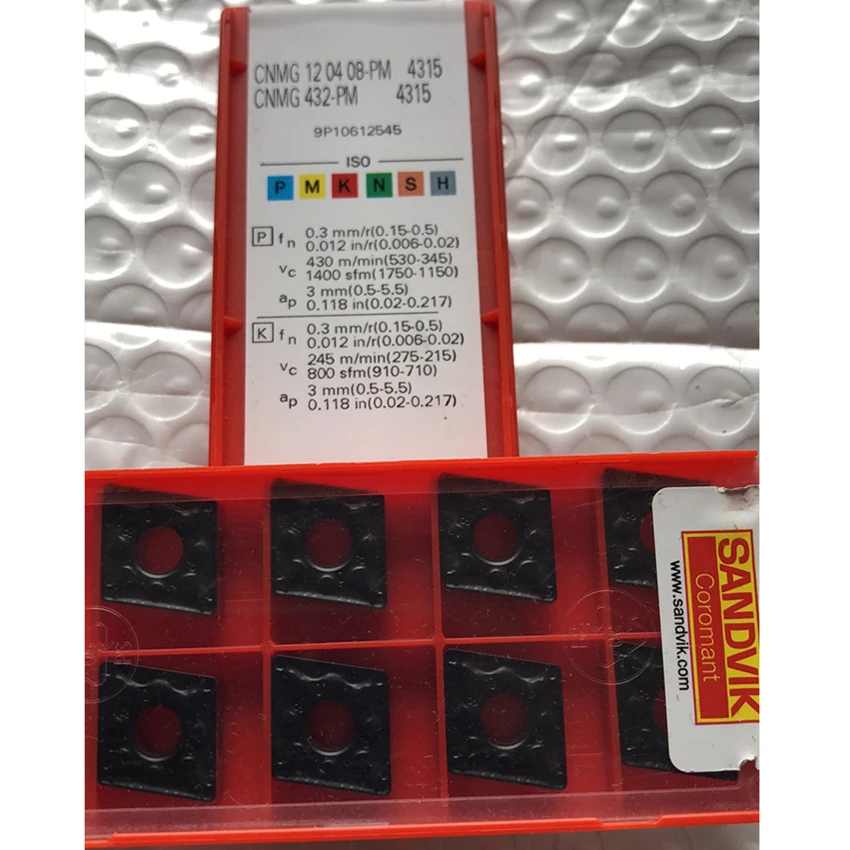 CNMG 12 04 08-PM 4315
CNMG 432-PM 4315
9P10612545
ISO
P M K N S H
P fn 0.3 mm/r(0.15-0.5)
0.012 in/r(0.006-0.02)
vc 430 m/min(530-345)
1400 sfm(1750-1150)
ap 3 mm(0.5-5.5)
0.118 in(0.02-0.217)
K fn 0.3 mm/r(0.15-0.5)
0.012 in/r(0.006-0.02)
vc 245 m/min(275-215)
800 sfm(910-710)
ap 3 mm(0.5-5.5)
0.118 in(0.02-0.217)
SANDVIK
Coromant
www.sandvik.com